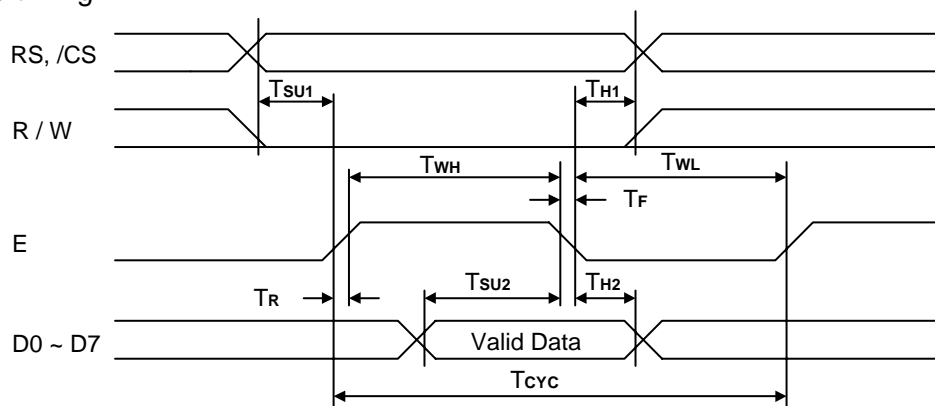 RS, /CS
TSU1
TH1
R / W
TWH
TWL
TF
E
TR
TSU2
TH2
D0 ~ D7
Valid Data
TCYC